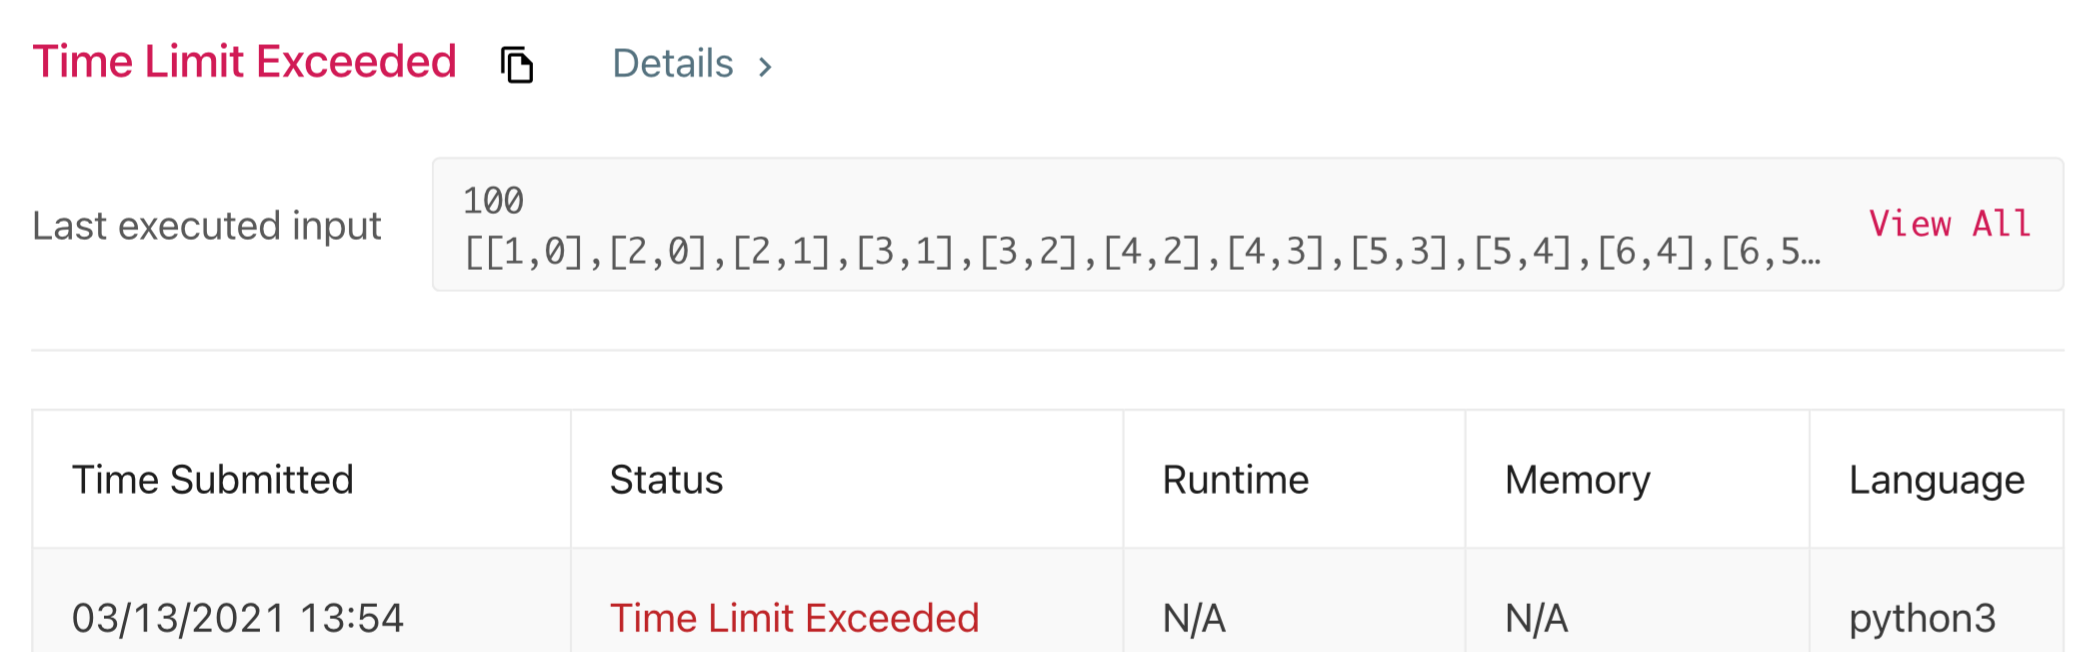 Time Limit Exceeded Details >
Last executed input
100
[[1,0],[2,0],[2,1],[3,1],[3,2],[4,2],[4,3],[5,3],[5,4],[6,4],[6,5…
View All
Time Submitted Status Runtime Memory Language
03/13/2021 13:54 Time Limit Exceeded N/A N/A python3